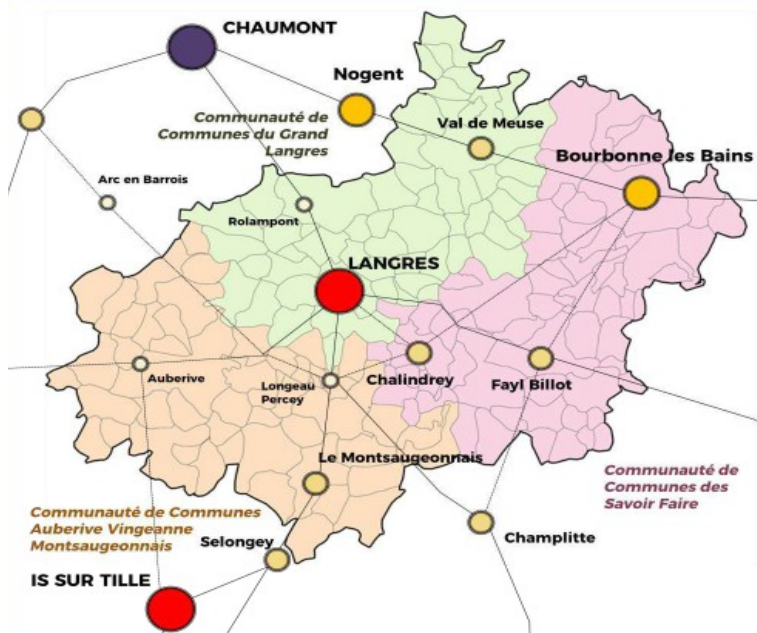 CHAUMONT
Nogent
Communauté de
Communes du Grand
Langres
Val de Meuse
Bourbonne les Bains
Arc en Barrois
Rolampont
LANGRES
Auberive
Longeau
Percey
Chalindrey
Fayl Billot
Le Montsaugeonnais
Communauté de
Communes des
Savoir Faire
Communauté de Communes
Auberive Vingeanne
Montsaugeonnais
Selongey
Champlitte
IS SUR TILLE